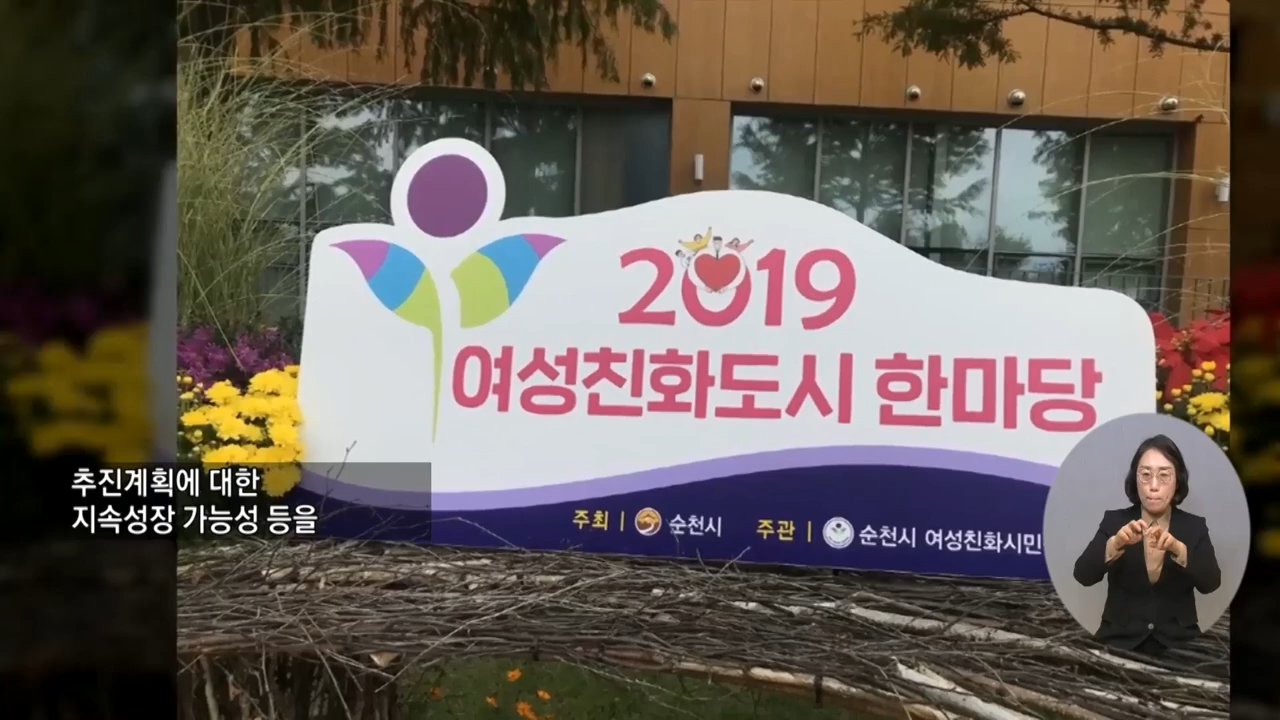 2019
여성친화도시 한마당
주최 | 순천시 주관 | 순천시 여성친화시민
추진계획에 대한
지속성장 가능성 등을